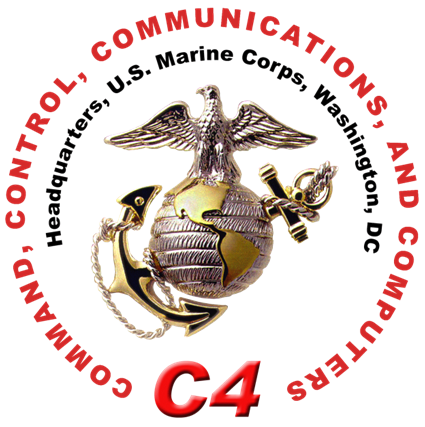 COMMAND, CONTROL, COMMUNICATIONS, AND COMPUTERS
Headquarters, U.S. Marine Corps, Washington, DC
C4